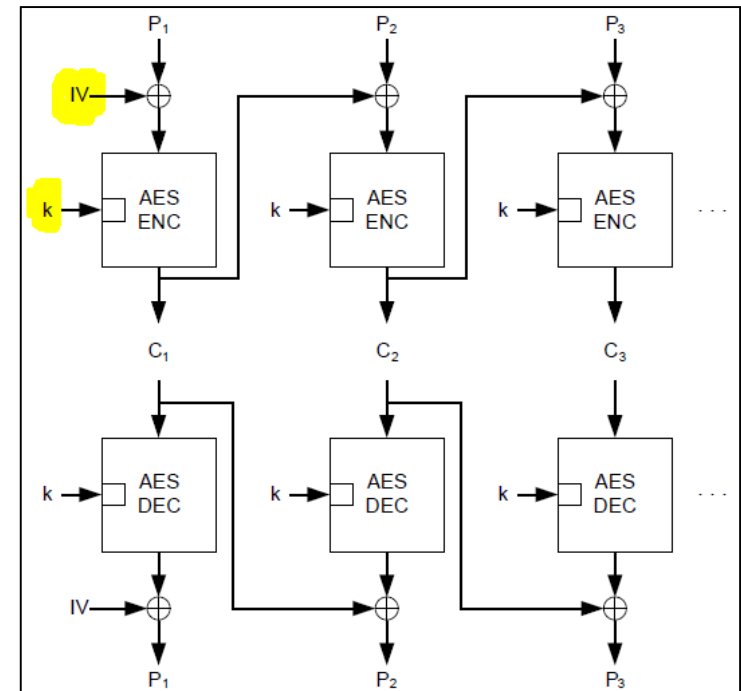 P₁ P₂ P₃
IV
k AES ENC k AES ENC k AES ENC . . .
C₁ C₂ C₃
k AES DEC k AES DEC k AES DEC . . .
IV
P₁ P₂ P₃